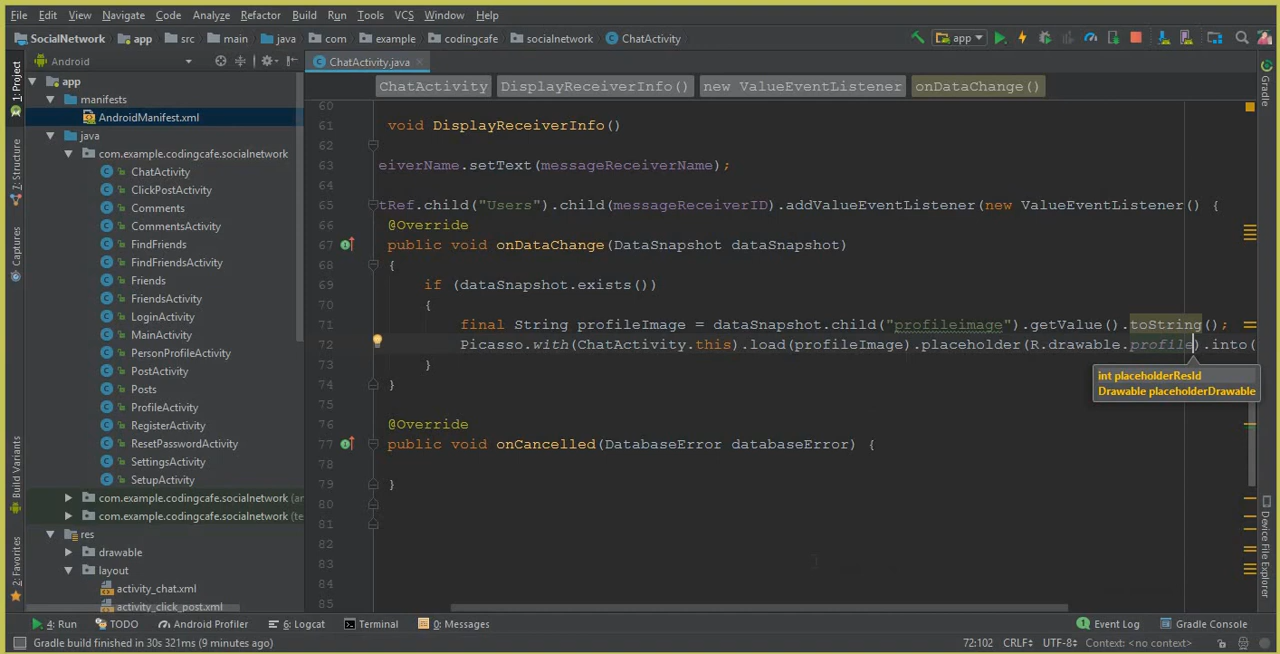 File Edit View Navigate Code Analyze Refactor Build Run Tools VCS Window Help
SocialNetwork app src main java com example codingcafe socialnetwork ChatActivity app
Android
ChatActivity.java
1: Project
7: Structure
Captures
Build Variants
2: Favorites
app
manifests
AndroidManifest.xml
java
com.example.codingcafe.socialnetwork
ChatActivity
ClickPostActivity
Comments
CommentsActivity
FindFriends
FindFriendsActivity
Friends
FriendsActivity
LoginActivity
MainActivity
PersonProfileActivity
PostActivity
Posts
ProfileActivity
RegisterActivity
ResetPasswordActivity
SettingsActivity
SetupActivity
com.example.codingcafe.socialnetwork (an
com.example.codingcafe.socialnetwork (te
res
drawable
layout
activity_chat.xml
activity_click_post.xml
ChatActivity DisplayReceiverInfo() new ValueEventListener onDataChange()
60
61 void DisplayReceiverInfo()
62
63 eiverName.setText(messageReceiverName);
64
65 tRef.child("Users").child(messageReceiverID).addValueEventListener(new ValueEventListener() {
66 @Override
67 public void onDataChange(DataSnapshot dataSnapshot)
68 {
69 if (dataSnapshot.exists())
70 {
71 final String profileImage = dataSnapshot.child("profileimage").getValue().toString();
72 Picasso.with(ChatActivity.this).load(profileImage).placeholder(R.drawable.profile).into(
73 }
74 }
75
76 @Override
77 public void onCancelled(DatabaseError databaseError) {
78
79 }
80
81
82
83
84
85
int placeholderResId
Drawable placeholderDrawable
Gradle
Device File Explorer
4: Run TODO Android Profiler 6: Logcat Terminal 0: Messages 1 Event Log Gradle Console
Gradle build finished in 30s 321ms (9 minutes ago) 72:102 CRLF÷ UTF-8÷ Context: <no context>